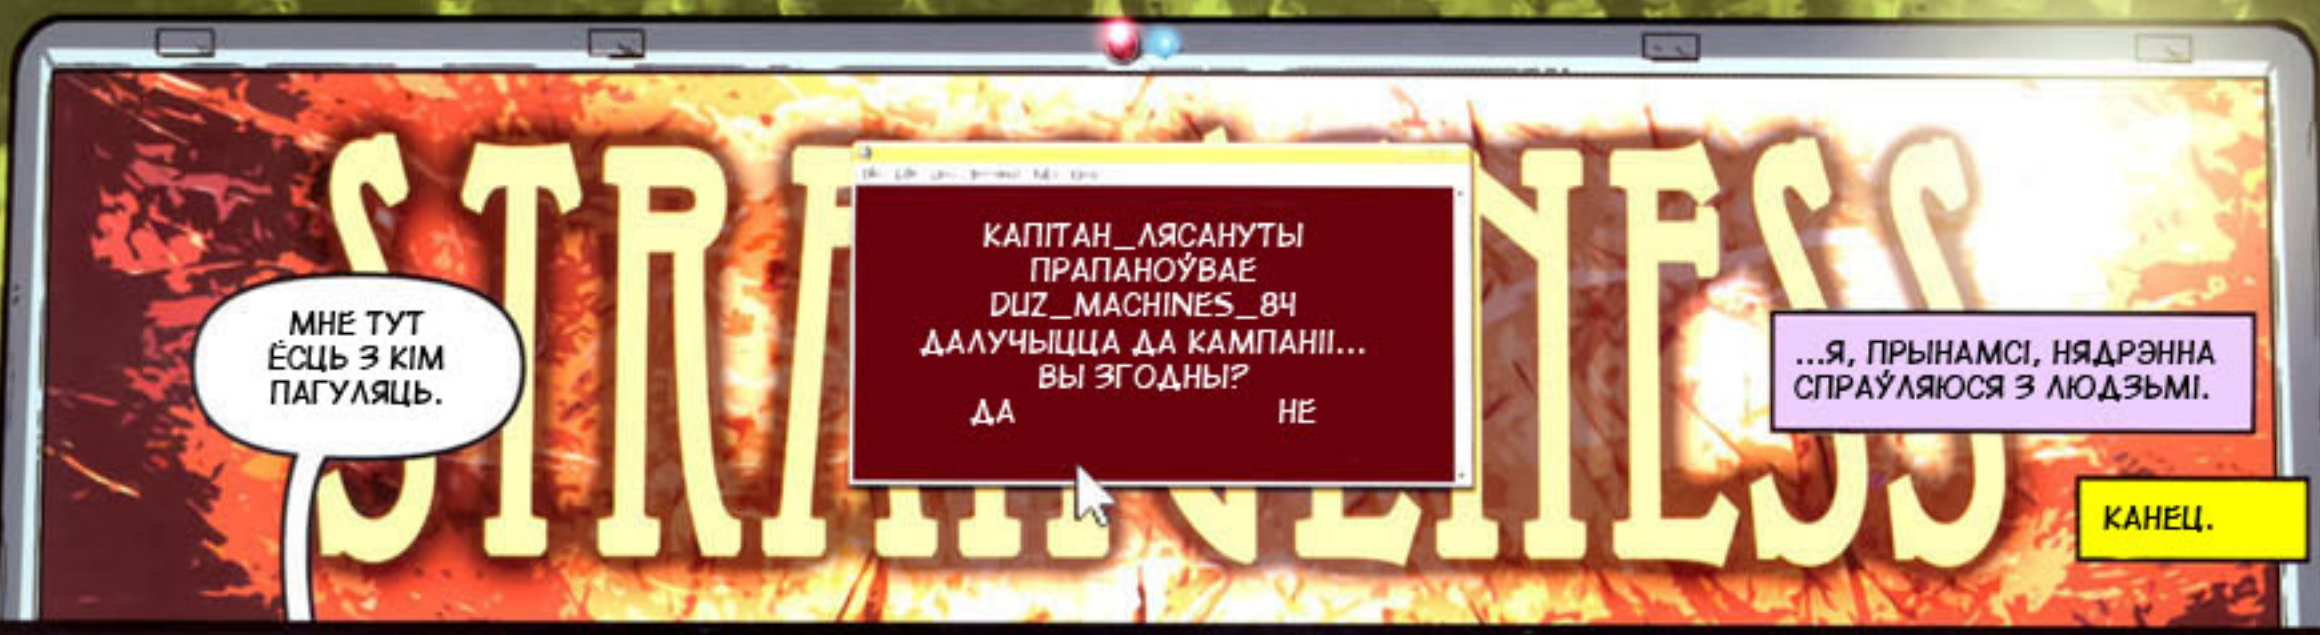 STRANGENESS
МНЕ ТУТ
ЁСЦЬ З КІМ
ПАГУЛЯЦЬ.
КАПІТАН_ЛЯСАНУТЫ
ПРАПАНОЎВАЕ
DUZ_MACHINES_84
ДАЛУЧЫЦЦА ДА КАМПАНІІ...
ВЫ ЗГОДНЫ?
ДА НЕ
...Я, ПРЫНАМСІ, НЯДРЭННА
СПРАЎЛЯЮСЯ З ЛЮДЗЬМІ.
КАНЕЦ.